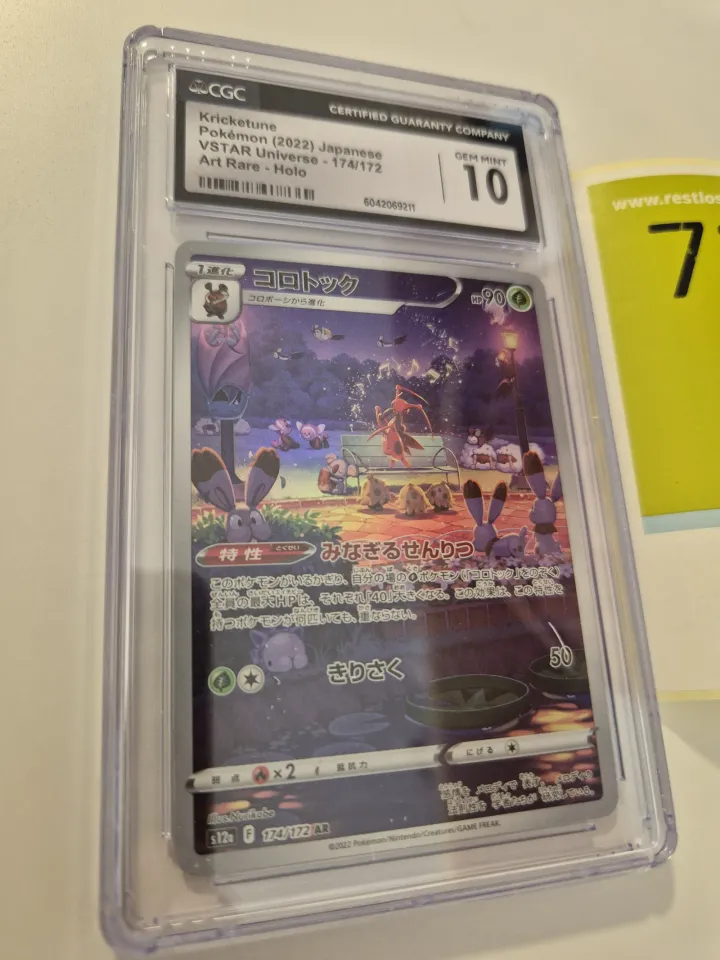 CGC
CERTIFIED GUARANTY COMPANY
Kricketune
Pokémon (2022) Japanese
VSTAR Universe - 174/172
Art Rare - Holo
GEM MINT
10
6042069211
www.restlos
7
1進化
コロトック
コロボーシから進化
HP90
特性
とくせい
みなぎるせんりつ
このポケモンがいるかぎり、自分の場のポケモン(「コロトック」をのぞく)
全員の最大HPは、それぞれ「40」大きくなる。この効果は、この特性を
持つポケモンが何匹いても、重ならない。
きりさく
50
弱点 ×2 抵抗力
にげる
Illus. Nurikabe
s12a F 174/172 AR
©2022 Pokémon/Nintendo/Creatures/GAME FREAK.